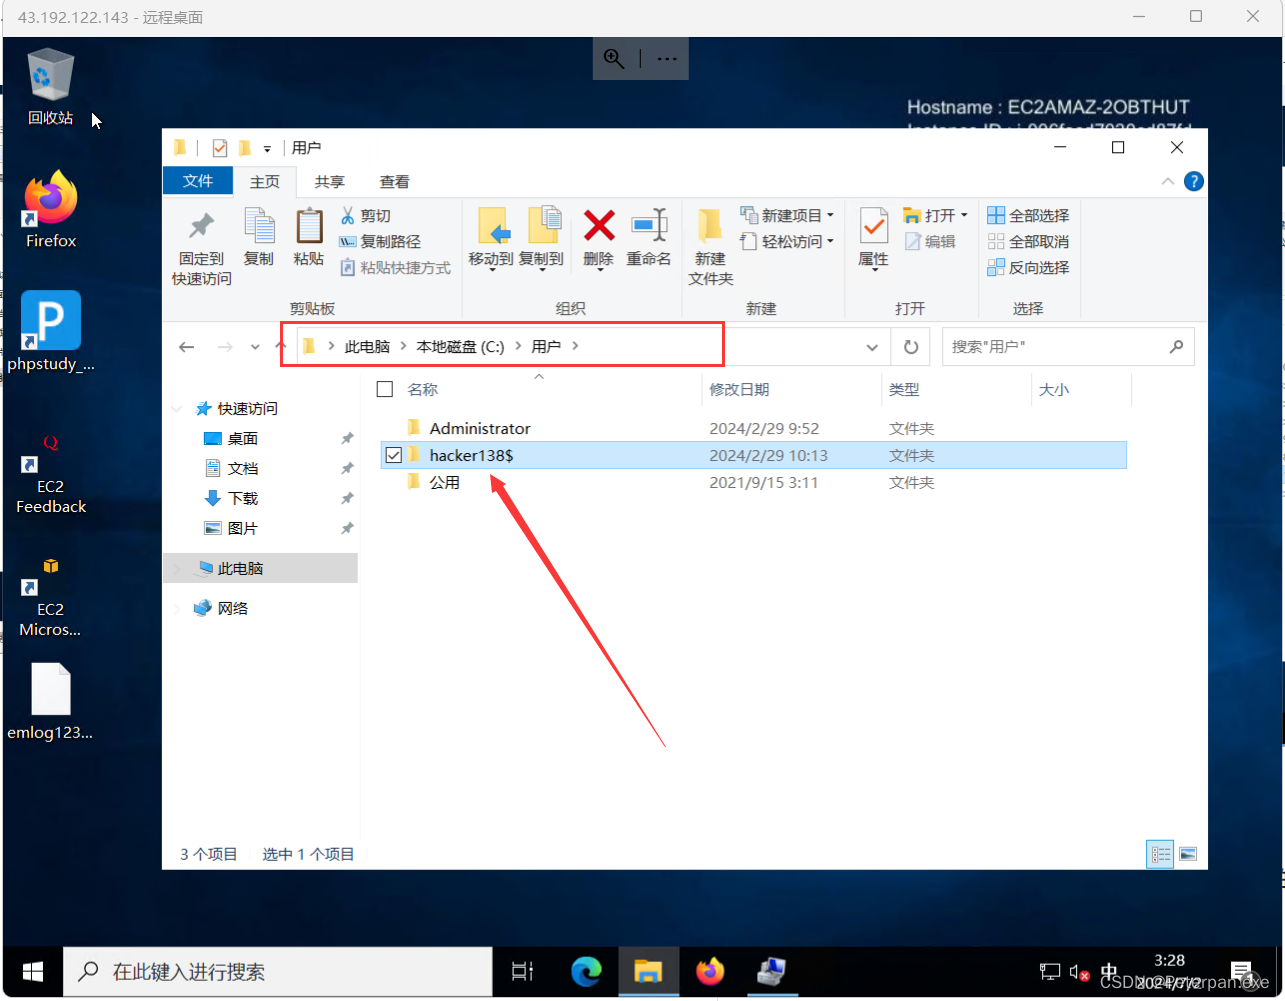 43.192.122.143 - 远程桌面
回收站
Hostname : EC2AMAZ-2OBTHUT
用户
文件 主页 共享 查看
固定到
快速访问
复制
粘贴
剪切
复制路径
粘贴快捷方式
剪贴板
移动到 复制到 删除 重命名
组织
新建
文件夹
新建项目
轻松访问
新建
属性
打开
编辑
打开
全部选择
全部取消
反向选择
选择
此电脑 本地磁盘 (C:) 用户
搜索"用户"
名称 修改日期 类型 大小
Administrator 2024/2/29 9:52 文件夹
hacker138$ 2024/2/29 10:13 文件夹
公用 2021/9/15 3:11 文件夹
快速访问
桌面
文档
下载
图片
此电脑
网络
3 个项目 选中 1 个项目
Firefox
phpstudy_...
EC2
Feedback
EC2
Micros...
emlog123...
在此键入进行搜索
中
3:28
2024/7/2
1
CSDN @Peterpan.exe